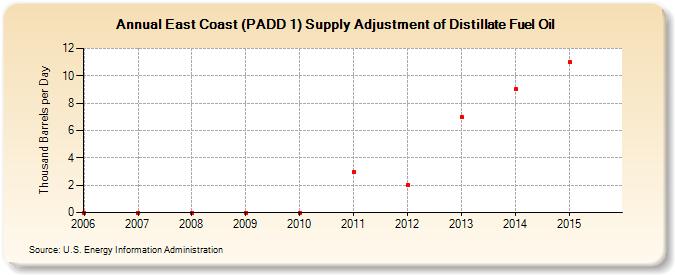 Annual East Coast (PADD 1) Supply Adjustment of Distillate Fuel Oil
Thousand Barrels per Day
12
10
8
6
4
2
0
2006 2007 2008 2009 2010 2011 2012 2013 2014 2015
Source: U.S. Energy Information Administration